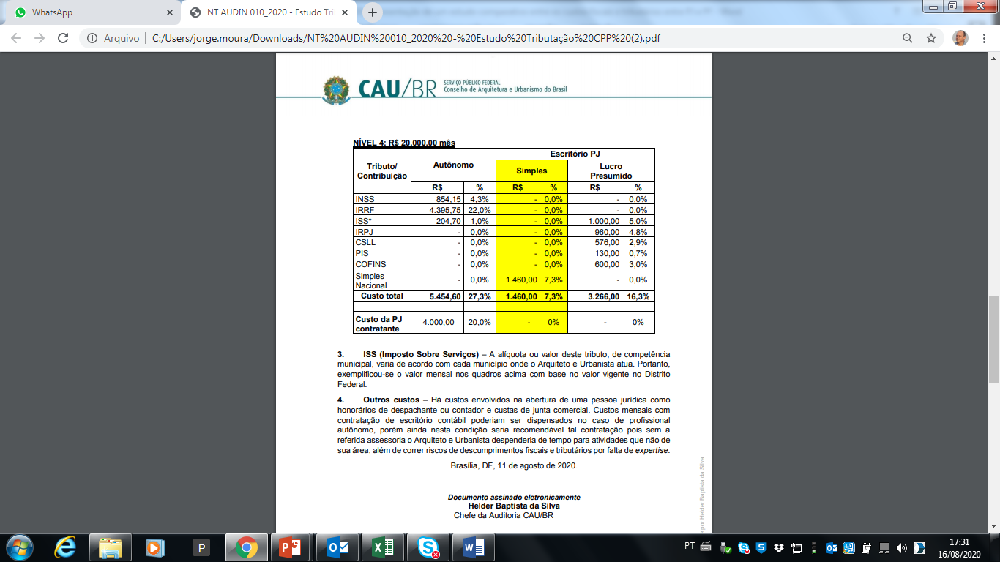 WhatsApp
NT AUDIN 010_2020 - Estudo Tri
Arquivo
C:/Users/jorge.moura/Downloads/NT%20AUDIN%20010_2020%20-%20Estudo%20Tributação%20CPP%20(2).pdf
CAU/BR
SERVIÇO PÚBLICO FEDERAL
Conselho de Arquitetura e Urbanismo do Brasil
NÍVEL 4: R$ 20.000,00 mês
Tributo/ Contribuição Autônomo Escritório PJ
Simples Lucro Presumido
R$ % R$ % R$ %
INSS 854,15 4,3% - 0,0% - 0,0%
IRRF 4.395,75 22,0% - 0,0% - 0,0%
ISS* 204,70 1,0% - 0,0% 1.000,00 5,0%
IRPJ - 0,0% - 0,0% 960,00 4,8%
CSLL - 0,0% - 0,0% 576,00 2,9%
PIS - 0,0% - 0,0% 130,00 0,7%
COFINS - 0,0% - 0,0% 600,00 3,0%
Simples Nacional - 0,0% 1.460,00 7,3% - 0,0%
Custo total 5.454,60 27,3% 1.460,00 7,3% 3.266,00 16,3%
Custo da PJ contratante 4.000,00 20,0% - 0% - 0%
3. ISS (Imposto Sobre Serviços) – A alíquota ou valor deste tributo, de competência
municipal, varia de acordo com cada município onde o Arquiteto e Urbanista atua. Portanto,
exemplificou-se o valor mensal nos quadros acima com base no valor vigente no Distrito
Federal.
4. Outros custos – Há custos envolvidos na abertura de uma pessoa jurídica como
honorários de despachante ou contador e custas de junta comercial. Custos mensais com
contratação de escritório contábil poderiam ser dispensados no caso de profissional
autônomo, porém ainda nesta condição seria recomendável tal contratação pois sem a
referida assessoria o Arquiteto e Urbanista despenderia de tempo para atividades que não de
sua área, além de correr riscos de descumprimentos fiscais e tributários por falta de expertise.
Brasília, DF, 11 de agosto de 2020.
Documento assinado eletronicamente
Helder Baptista da Silva
Chefe da Auditoria CAU/BR
por Helder Baptista da Silva
PT
17:31
16/08/2020